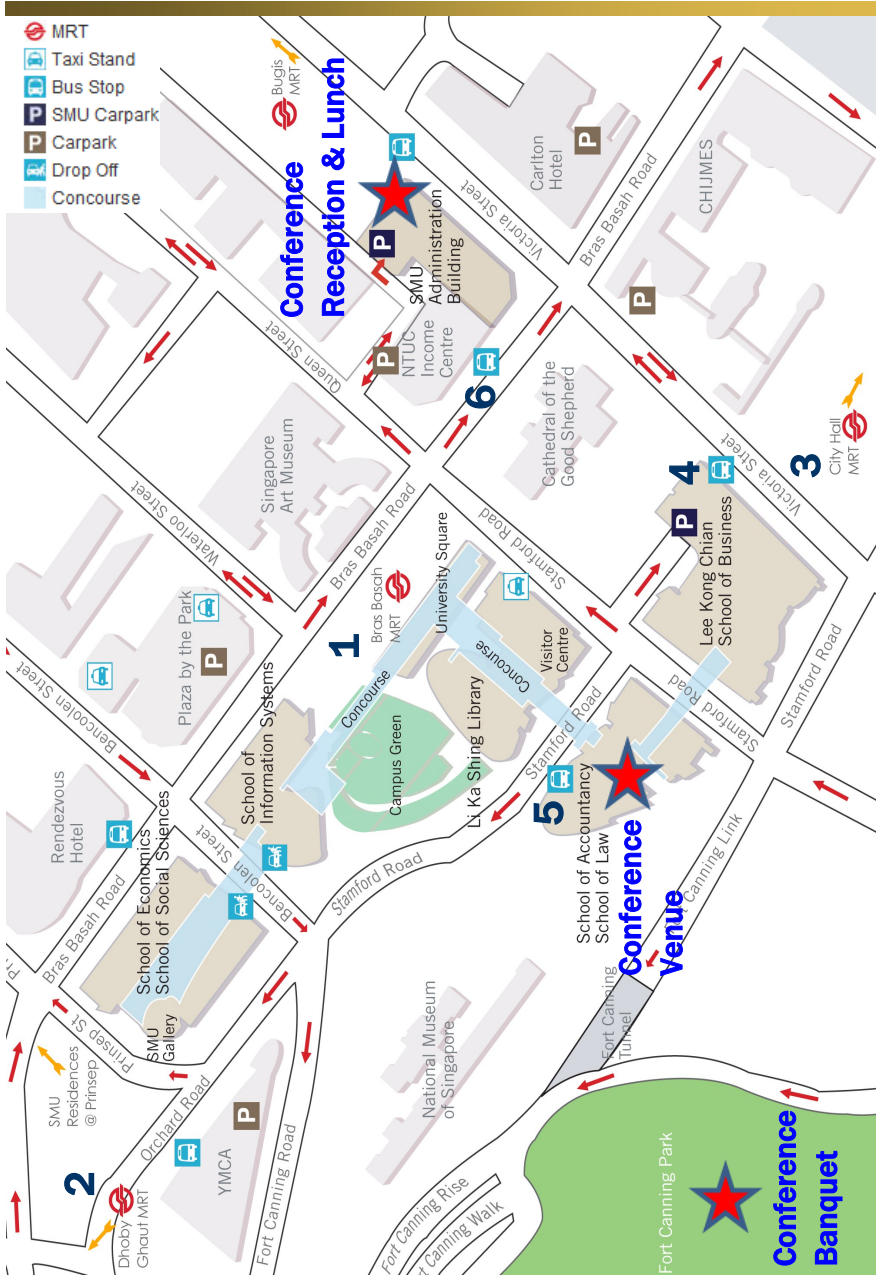 MRT
Taxi Stand
Bus Stop
P SMU Carpark
P Carpark
Drop Off
Concourse
Bugis
MRT
Conference
Reception & Lunch
Victoria Street
Carlton
Hotel
P
Bras Basah Road
CHIJMES
P
SMU
Administration
Building
P
NTUC
Income
Centre
P
6
Queen Street
Victoria Street
Cathedral of the
Good Shepherd
City Hall
MRT
3
4
P
Lee Kong Chian
School of Business
Stamford Road
Singapore
Art Museum
Waterloo Street
Bras Basah Road
Bras Basah
MRT
1
University Square
Concourse
Concourse
Visitor
Centre
Stamford Road
Stamford
Road
Plaza by the Park
P
Bencoolen Street
School of
Information Systems
Campus Green
Li Ka Shing Library
Stamford Road
5
School of Accountancy
School of Law
Conference
Venue
Rendezvous
Hotel
Bras Basah Road
School of Economics
School of Social Sciences
Bencoolen
Street
Bencoolen
Stamford Road
SMU
Gallery
Prinsep St
Pri
SMU
Residences
@ Prinsep
Orchard Road
2
Dhoby
Ghaut MRT
YMCA
P
Fort Canning Road
National Museum
of Singapore
Fort Canning Link
Fort Canning
Tunnel
Fort Canning Rise
rt Canning Walk
Fort Canning Park
Conference
Banquet